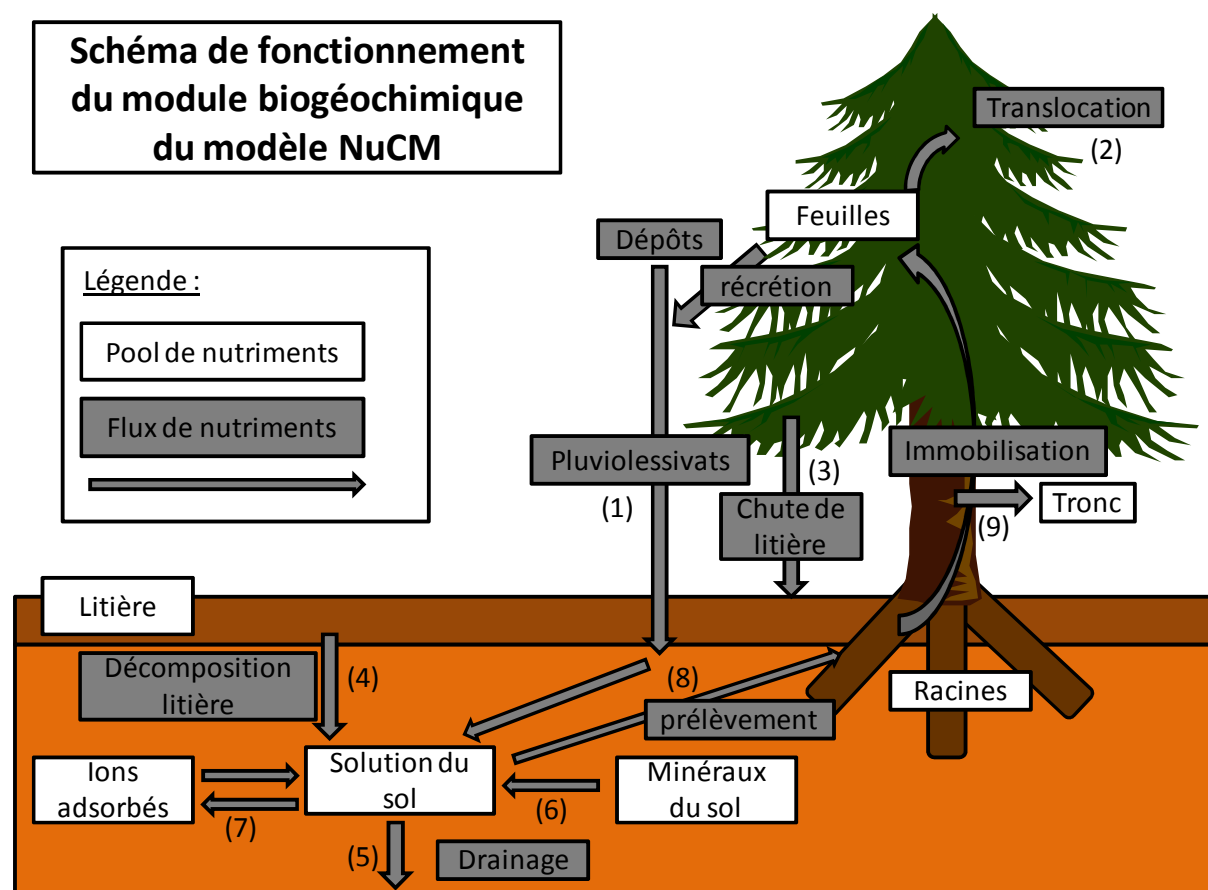 Schéma de fonctionnement
du module biogéochimique
du modèle NuCM
Translocation
(2)
Feuilles
Dépôts
récrétion
Légende :
Pool de nutriments
Flux de nutriments
Pluviolessivats
(1)
(3)
Chute de
litière
Immobilisation
Tronc
(9)
Litière
Décomposition
litière
(4)
(8)
prélèvement
Racines
Ions
adsorbés
(7)
Solution du
sol
(6)
Minéraux
du sol
(5)
Drainage